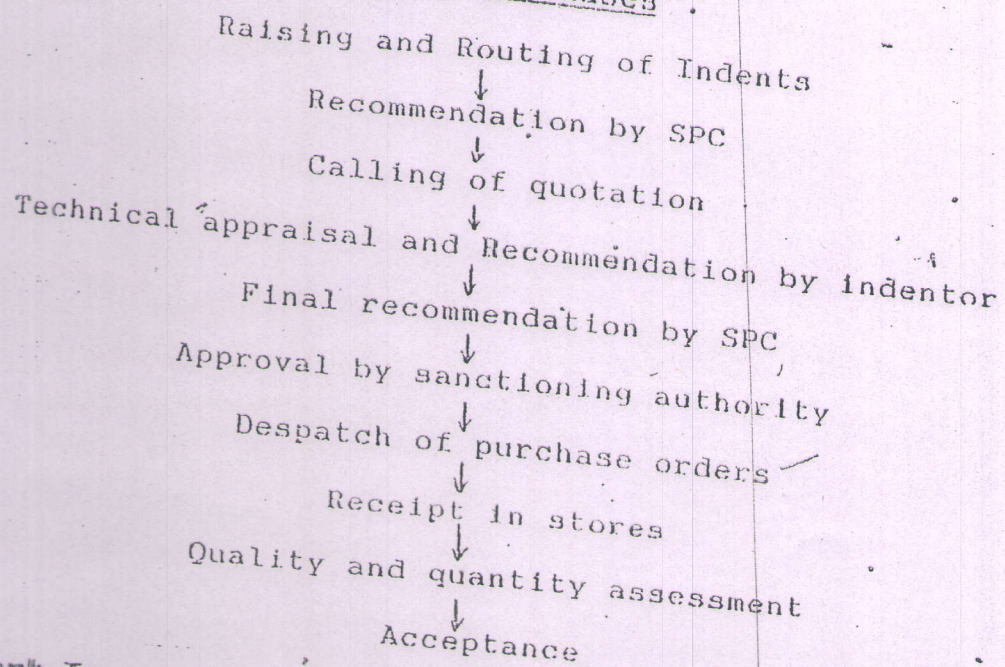 Raising and Routing of Indents
↓
Recommendation by SPC
↓
Calling of quotation
↓
Technical appraisal and Recommendation by indentor
↓
Final recommendation by SPC
↓
Approval by sanctioning authority
↓
Despatch of purchase orders
↓
Receipt in stores
↓
Quality and quantity assessment
↓
Acceptance